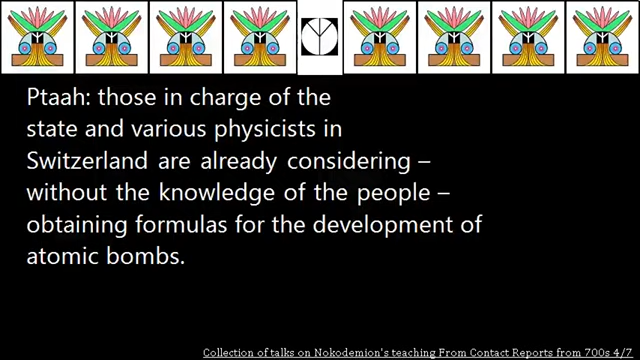 Ptaah: those in charge of the
state and various physicists in
Switzerland are already considering –
without the knowledge of the people –
obtaining formulas for the development of
atomic bombs.
Collection of talks on Nokodemion's teaching From Contact Reports from 700s 4/7